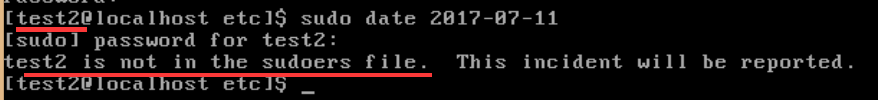 Password:
[test2@localhost etc]$ sudo date 2017-07-11
[sudo] password for test2:
test2 is not in the sudoers file.  This incident will be reported.
[test2@localhost etc]$ _